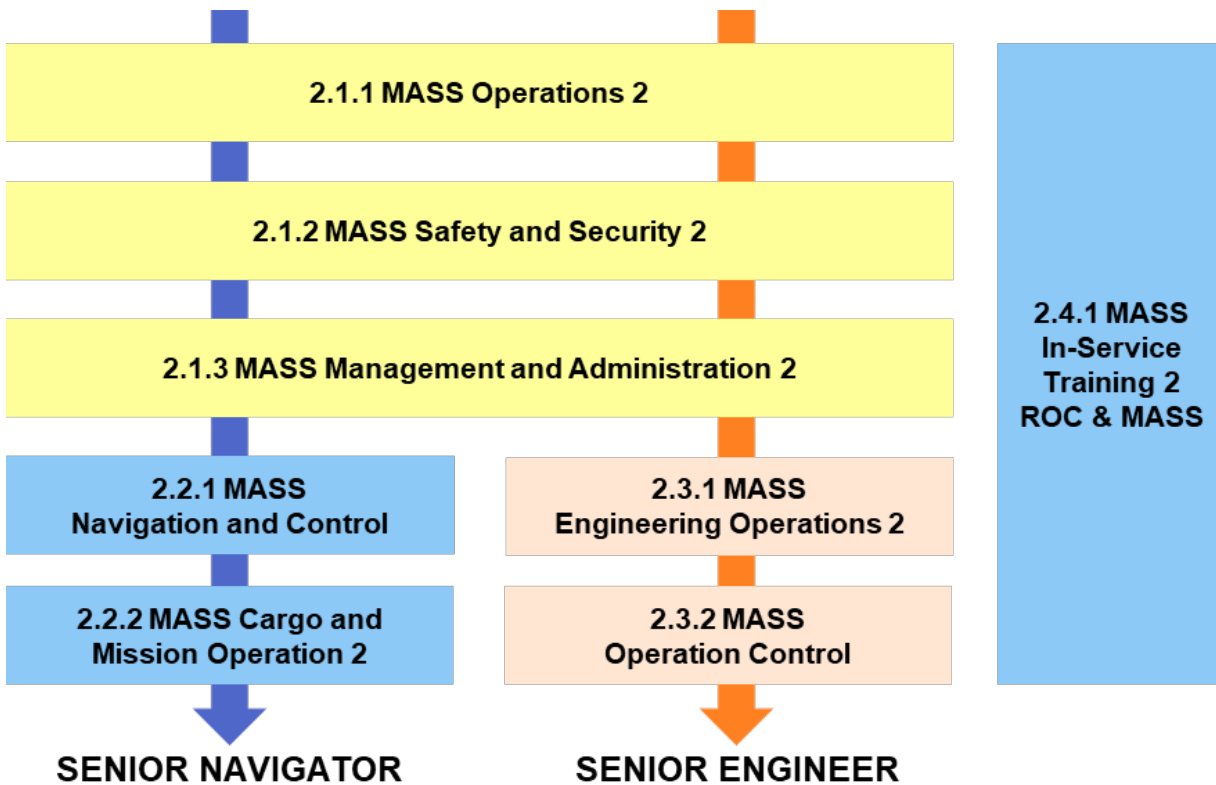 2.1.1 MASS Operations 2
2.1.2 MASS Safety and Security 2
2.1.3 MASS Management and Administration 2
2.4.1 MASS
In-Service
Training 2
ROC & MASS
2.2.1 MASS
Navigation and Control
2.3.1 MASS
Engineering Operations 2
2.2.2 MASS Cargo and
Mission Operation 2
2.3.2 MASS
Operation Control
SENIOR NAVIGATOR
SENIOR ENGINEER